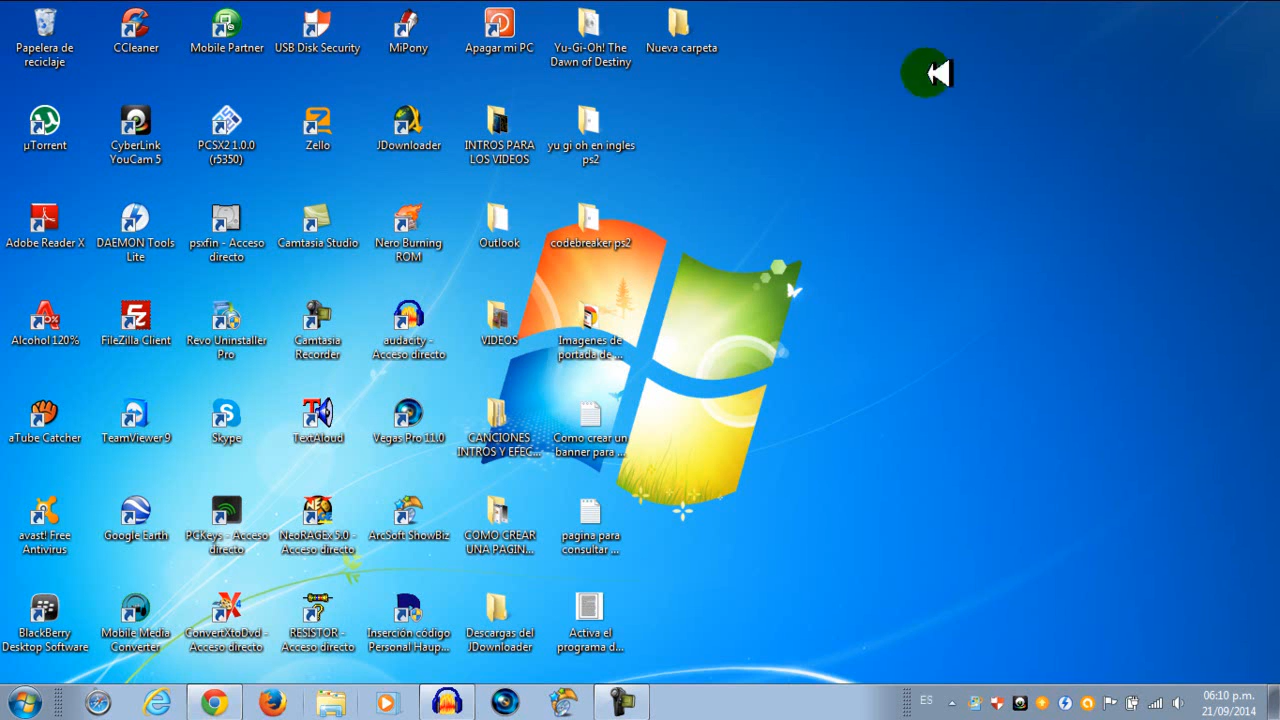 Papelera de
reciclaje
CCleaner
Mobile Partner
USB Disk Security
MiPony
Apagar mi PC
Yu-Gi-Oh! The
Dawn of Destiny
Nueva carpeta
µTorrent
CyberLink
YouCam 5
PCSX2 1.0.0
(r5350)
Zello
JDownloader
INTROS PARA
LOS VIDEOS
yu gi oh en ingles
ps2
Adobe Reader X
DAEMON Tools
Lite
psxfin - Acceso
directo
Camtasia Studio
Nero Burning
ROM
Outlook
codebreaker ps2
Alcohol 120%
FileZilla Client
Revo Uninstaller
Pro
Camtasia
Recorder
audacity -
Acceso directo
VIDEOS
Imagenes de
portada de ...
aTube Catcher
TeamViewer 9
Skype
TextAloud
Vegas Pro 11.0
CANCIONES
INTROS Y EFEC...
Como crear un
banner para ...
avast! Free
Antivirus
Google Earth
PCKeys - Acceso
directo
NeoRAGEx 5.0 -
Acceso directo
ArcSoft ShowBiz
COMO CREAR
UNA PAGIN...
pagina para
consultar ...
BlackBerry
Desktop Software
Mobile Media
Converter
ConvertXtoDvd -
Acceso directo
RESISTOR -
Acceso directo
Inserción código
Personal Haup...
Descargas del
JDownloader
Activa el
programa d...
ES
06:10 p.m.
21/09/2014